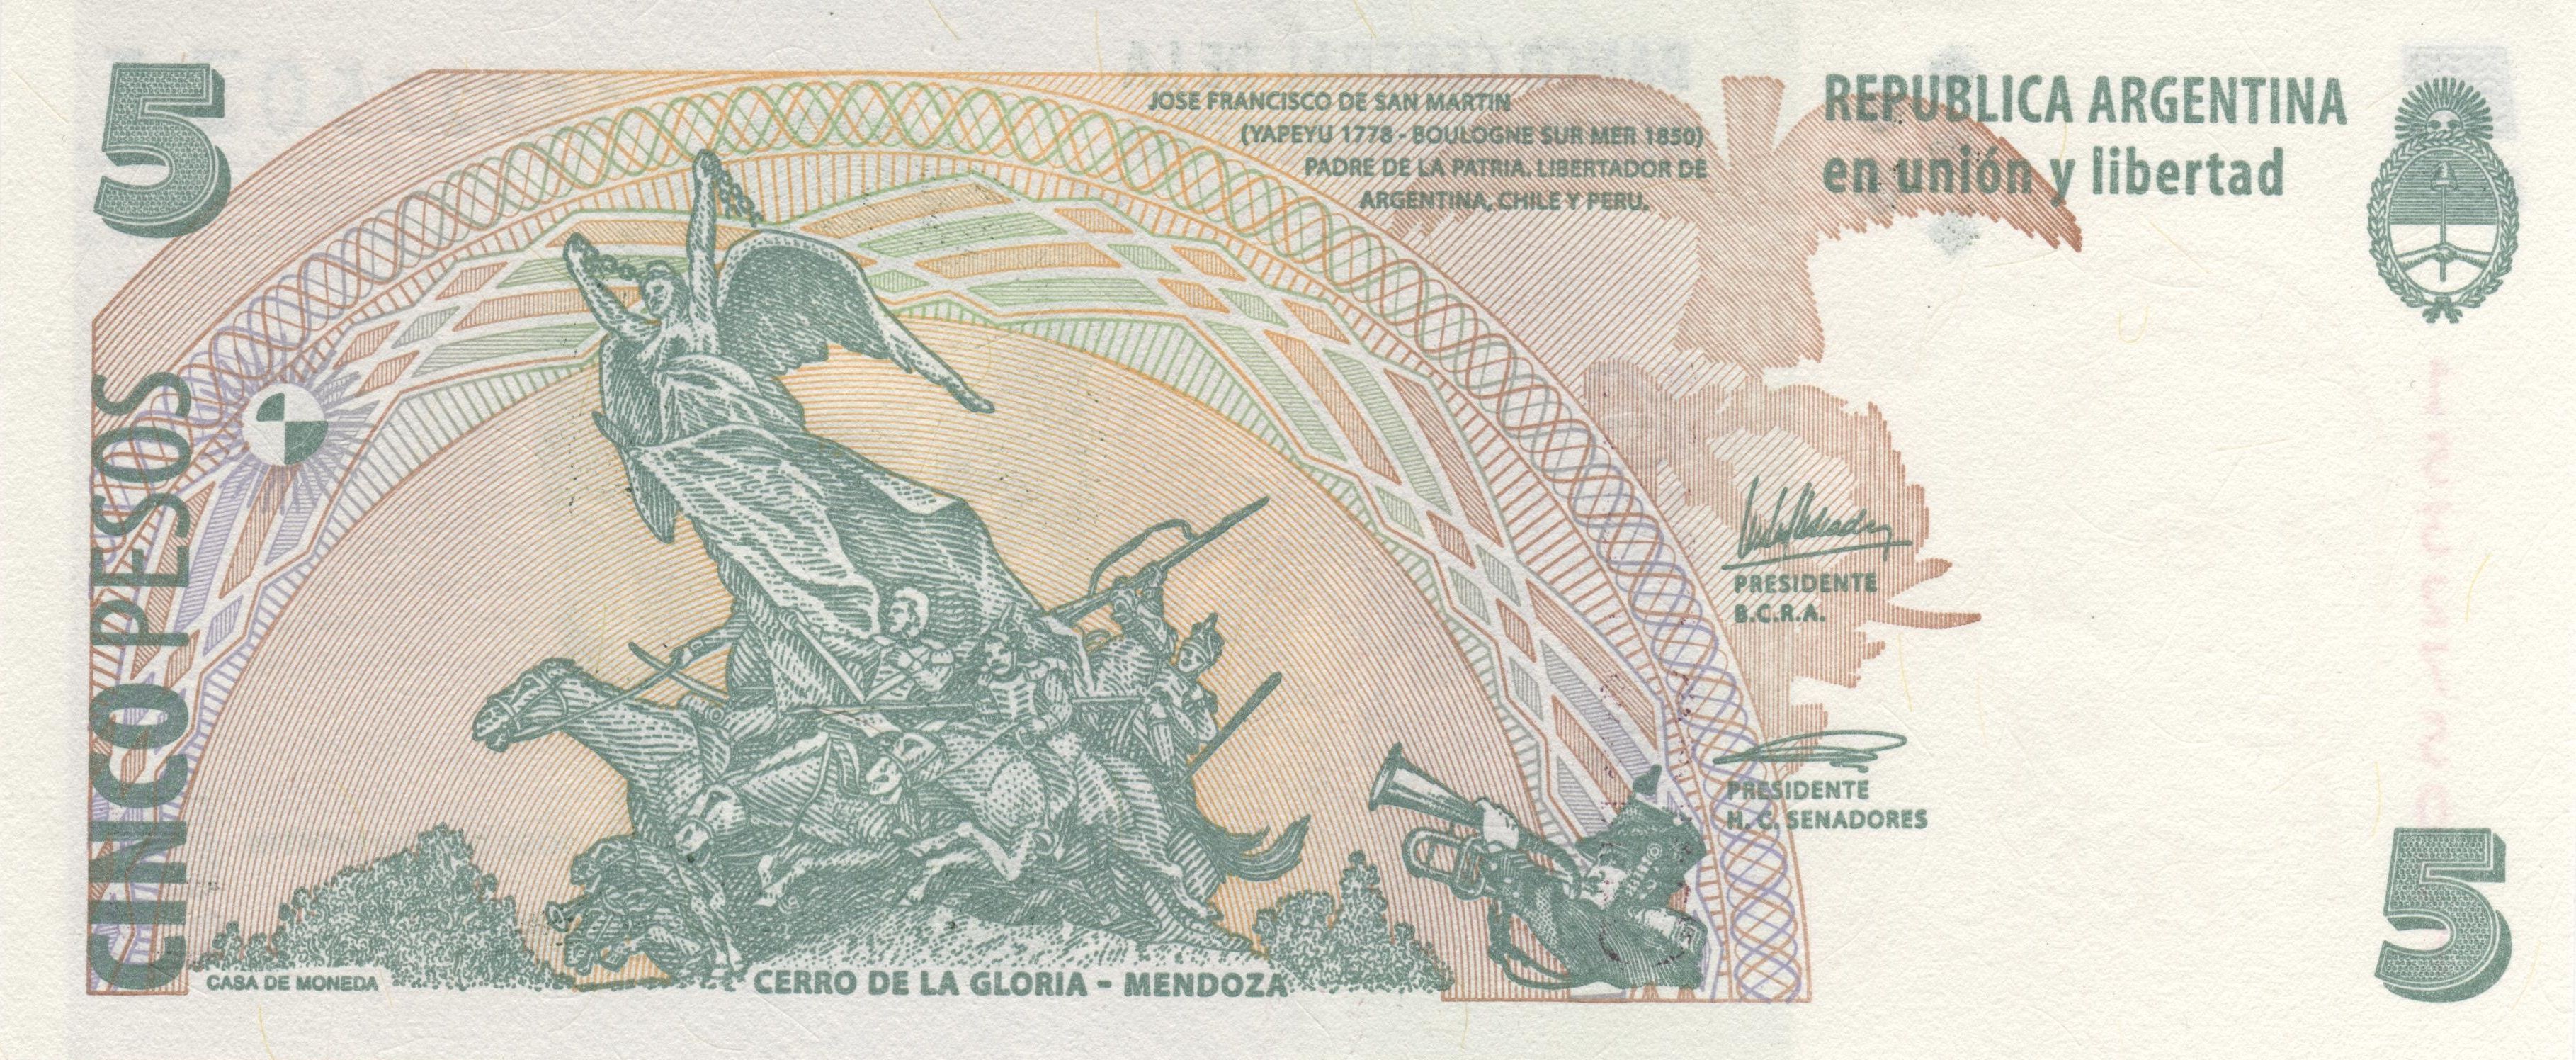 5
JOSE FRANCISCO DE SAN MARTIN
(YAPEYU 1778 - BOULOGNE SUR MER 1850)
PADRE DE LA PATRIA. LIBERTADOR DE
ARGENTINA, CHILE Y PERU.
REPUBLICA ARGENTINA
en unión y libertad
CINCO PESOS
PRESIDENTE
B.C.R.A.
PRESIDENTE
H. C. SENADORES
CASA DE MONEDA
CERRO DE LA GLORIA - MENDOZA
5